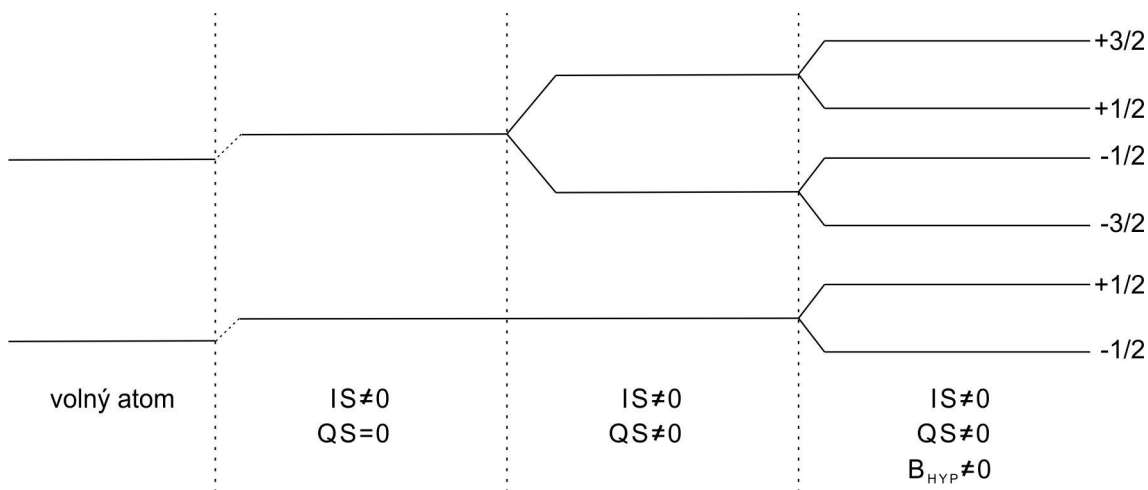 +3/2
+1/2
-1/2
-3/2
+1/2
-1/2
volný atom
IS≠0
QS=0
IS≠0
QS≠0
IS≠0
QS≠0
B_HYP≠0